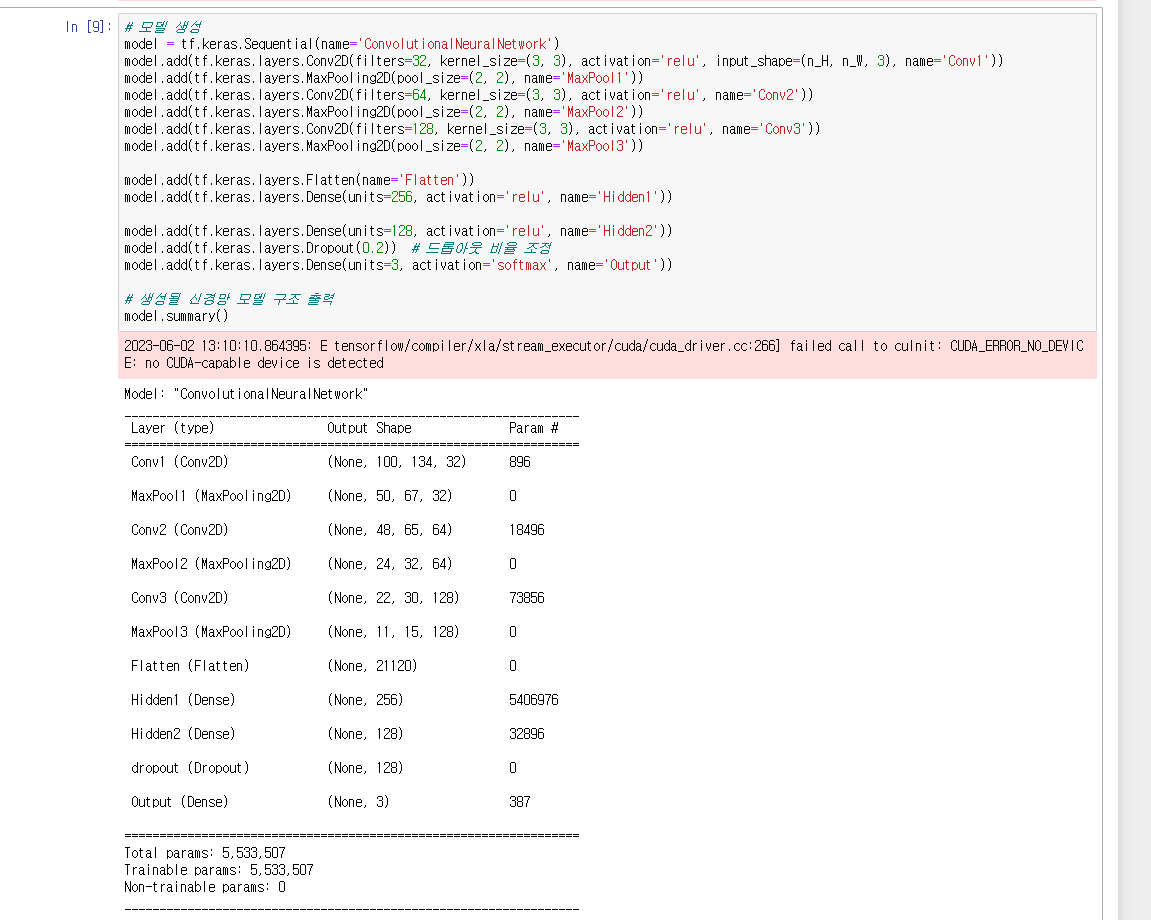 In [9]:
# 모델 생성
model = tf.keras.Sequential(name='ConvolutionalNeuralNetwork')
model.add(tf.keras.layers.Conv2D(filters=32, kernel_size=(3, 3), activation='relu', input_shape=(n_H, n_W, 3), name='Conv1'))
model.add(tf.keras.layers.MaxPooling2D(pool_size=(2, 2), name='MaxPool1'))
model.add(tf.keras.layers.Conv2D(filters=64, kernel_size=(3, 3), activation='relu', name='Conv2'))
model.add(tf.keras.layers.MaxPooling2D(pool_size=(2, 2), name='MaxPool2'))
model.add(tf.keras.layers.Conv2D(filters=128, kernel_size=(3, 3), activation='relu', name='Conv3'))
model.add(tf.keras.layers.MaxPooling2D(pool_size=(2, 2), name='MaxPool3'))
model.add(tf.keras.layers.Flatten(name='Flatten'))
model.add(tf.keras.layers.Dense(units=256, activation='relu', name='Hidden1'))
model.add(tf.keras.layers.Dense(units=128, activation='relu', name='Hidden2'))
model.add(tf.keras.layers.Dropout(0.2)) # 드롭아웃 비율 조정
model.add(tf.keras.layers.Dense(units=3, activation='softmax', name='Output'))
# 생성될 신경망 모델 구조 출력
model.summary()
2023-06-02 13:10:10.864395: E tensorflow/compiler/xla/stream_executor/cuda/cuda_driver.cc:266] failed call to cuInit: CUDA_ERROR_NO_DEVIC
E: no CUDA-capable device is detected
Model: "ConvolutionalNeuralNetwork"
_________________________________________________________________
Layer (type) Output Shape Param #
=================================================================
Conv1 (Conv2D) (None, 100, 134, 32) 896
MaxPool1 (MaxPooling2D) (None, 50, 67, 32) 0
Conv2 (Conv2D) (None, 48, 65, 64) 18496
MaxPool2 (MaxPooling2D) (None, 24, 32, 64) 0
Conv3 (Conv2D) (None, 22, 30, 128) 73856
MaxPool3 (MaxPooling2D) (None, 11, 15, 128) 0
Flatten (Flatten) (None, 21120) 0
Hidden1 (Dense) (None, 256) 5406976
Hidden2 (Dense) (None, 128) 32896
dropout (Dropout) (None, 128) 0
Output (Dense) (None, 3) 387
=================================================================
Total params: 5,533,507
Trainable params: 5,533,507
Non-trainable params: 0
_________________________________________________________________